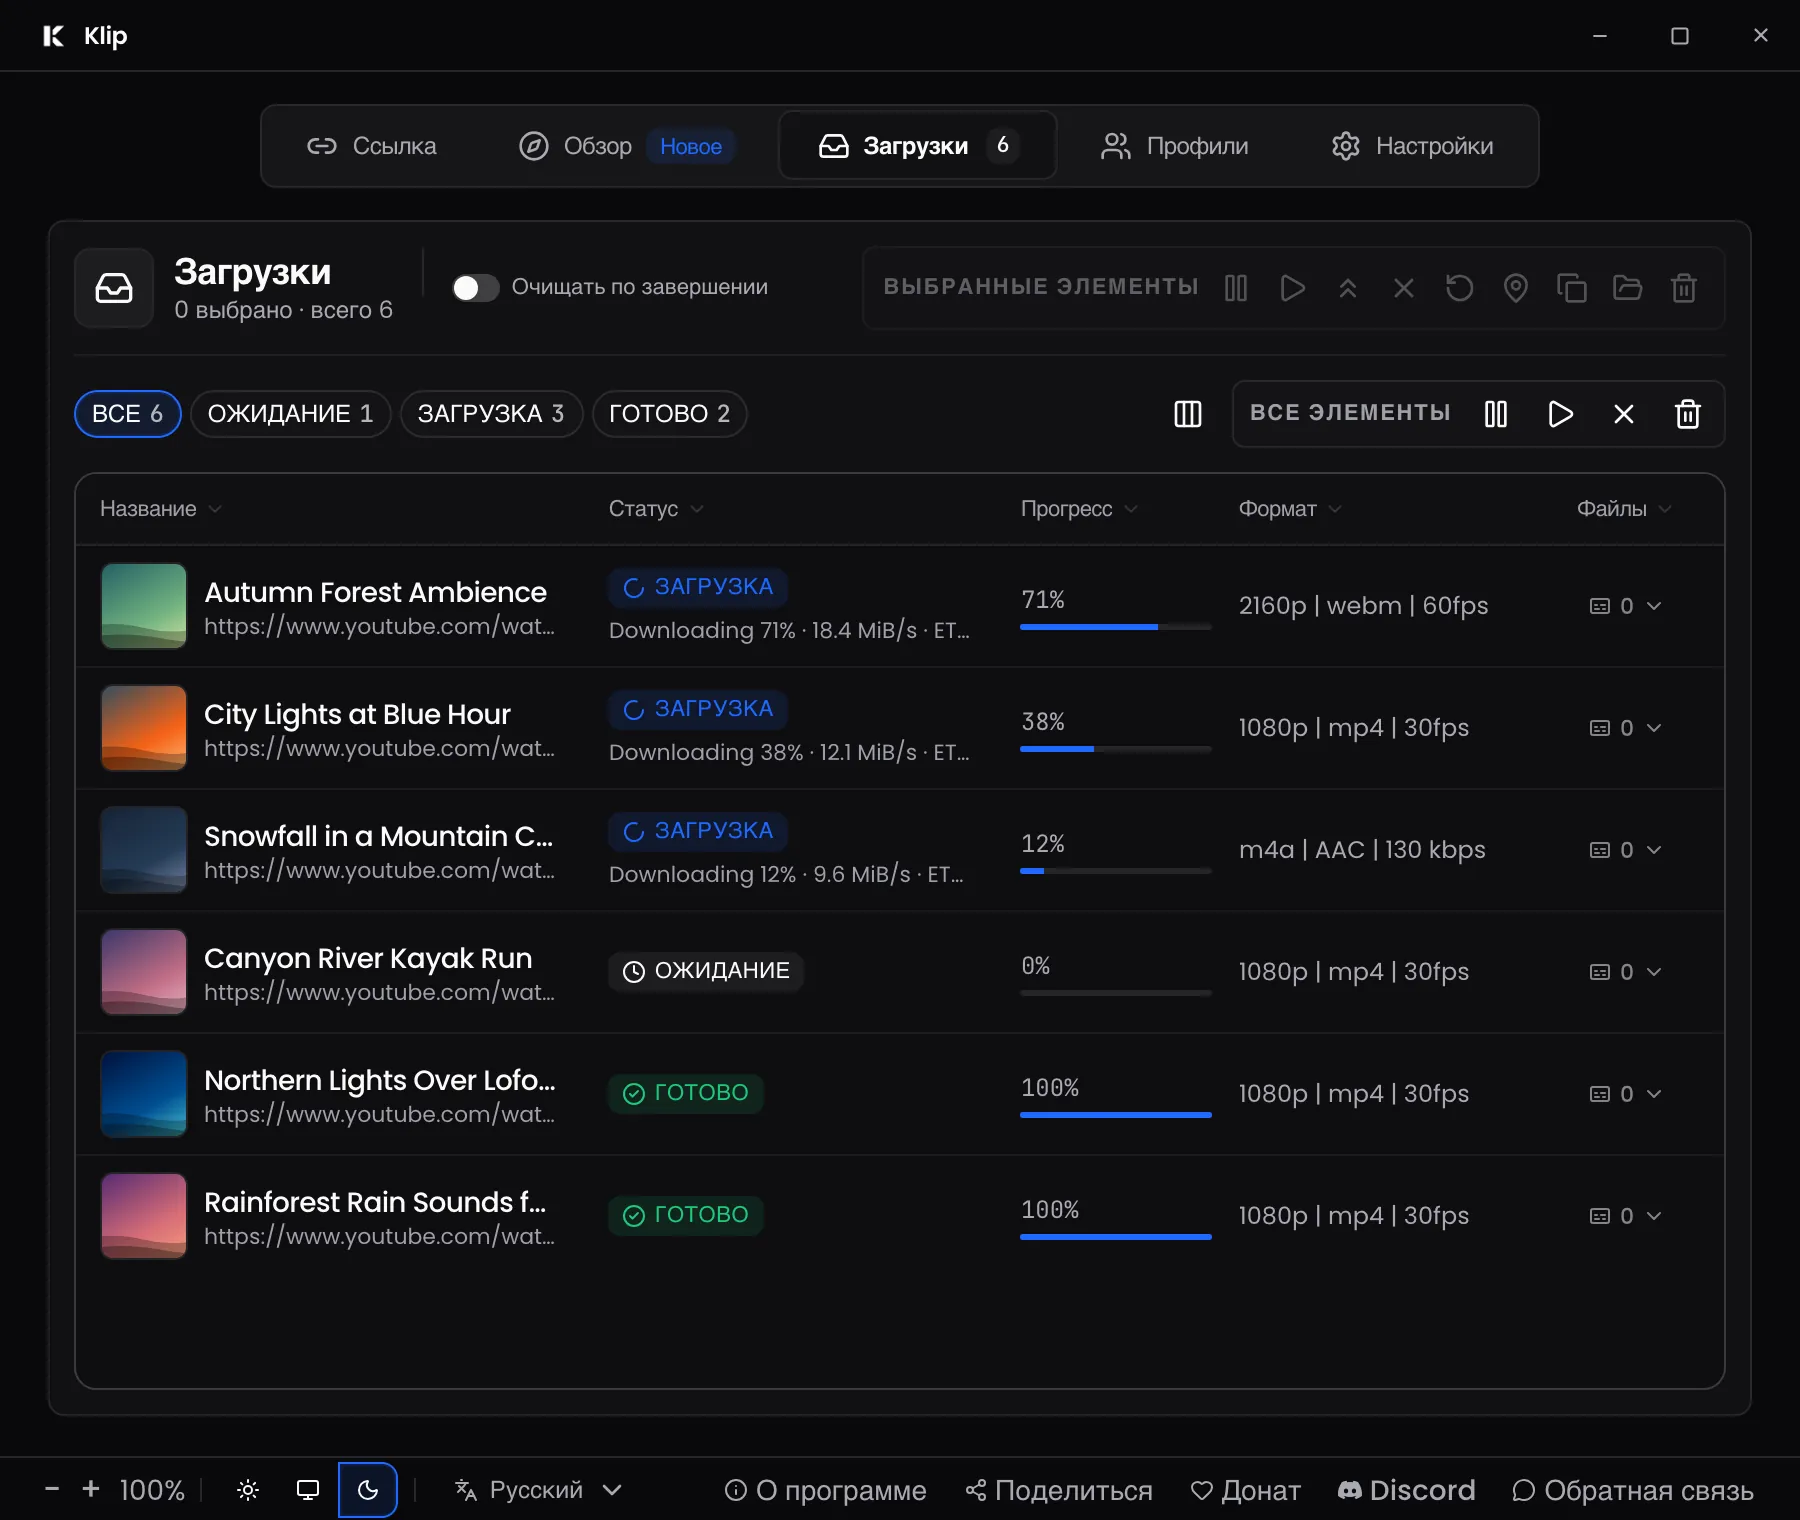 Klip
Ссылка
Обзор Новое
Загрузки 6
Профили
Настройки
Загрузки
0 выбрано · всего 6
Очищать по завершении
ВЫБРАННЫЕ ЭЛЕМЕНТЫ
ВСЕ 6
ОЖИДАНИЕ 1
ЗАГРУЗКА 3
ГОТОВО 2
ВСЕ ЭЛЕМЕНТЫ
Название
Статус
Прогресс
Формат
Файлы
Autumn Forest Ambience
https://www.youtube.com/wat...
ЗАГРУЗКА
Downloading 71% · 18.4 MiB/s · ET...
71%
2160p | webm | 60fps
0
City Lights at Blue Hour
https://www.youtube.com/wat...
ЗАГРУЗКА
Downloading 38% · 12.1 MiB/s · ET...
38%
1080p | mp4 | 30fps
0
Snowfall in a Mountain C...
https://www.youtube.com/wat...
ЗАГРУЗКА
Downloading 12% · 9.6 MiB/s · ET...
12%
m4a | AAC | 130 kbps
0
Canyon River Kayak Run
https://www.youtube.com/wat...
ОЖИДАНИЕ
0%
1080p | mp4 | 30fps
0
Northern Lights Over Lofo...
https://www.youtube.com/wat...
ГОТОВО
100%
1080p | mp4 | 30fps
0
Rainforest Rain Sounds f...
https://www.youtube.com/wat...
ГОТОВО
100%
1080p | mp4 | 30fps
0
− + 100%
Русский
О программе
Поделиться
Донат
Discord
Обратная связь